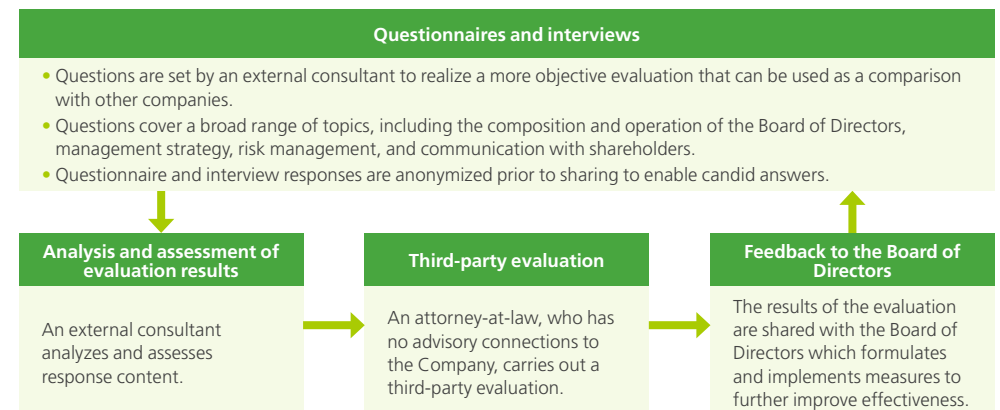 Questionnaires and interviews
• Questions are set by an external consultant to realize a more objective evaluation that can be used as a comparison
with other companies.
• Questions cover a broad range of topics, including the composition and operation of the Board of Directors,
management strategy, risk management, and communication with shareholders.
• Questionnaire and interview responses are anonymized prior to sharing to enable candid answers.
Analysis and assessment of
evaluation results
An external consultant
analyzes and assesses
response content.
Third-party evaluation
An attorney-at-law, who has
no advisory connections to
the Company, carries out a
third-party evaluation.
Feedback to the Board of
Directors
The results of the evaluation
are shared with the Board of
Directors which formulates
and implements measures to
further improve effectiveness.